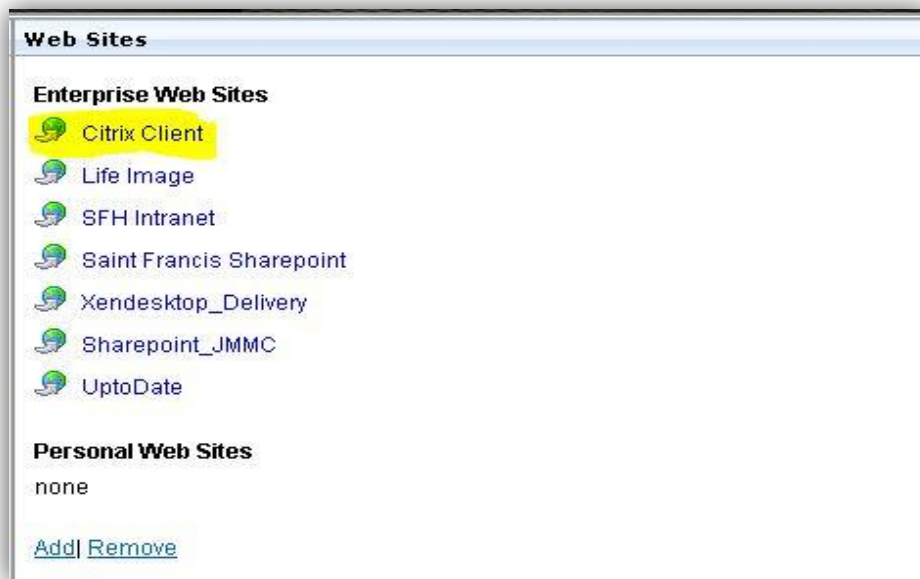 Web Sites
Enterprise Web Sites
Citrix Client
Life Image
SFH Intranet
Saint Francis Sharepoint
Xendesktop_Delivery
Sharepoint_JMMC
UptoDate
Personal Web Sites
none
Add| Remove